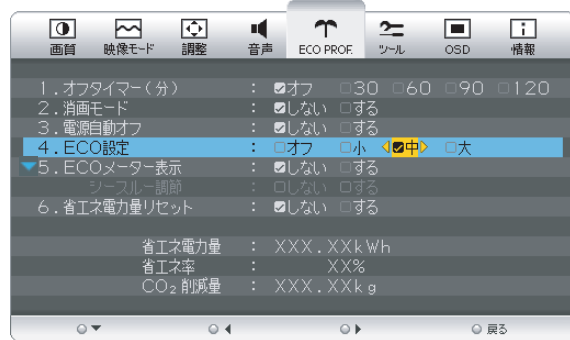 画質 映像モード 調整 音声 ECO PROF. ツール OSD 情報
1.オフタイマー(分) : オフ 30 60 90 120
2.消画モード : しない する
3.電源自動オフ : しない する
4.ECO設定 : オフ 小 中 大
5.ECOメーター表示 : しない する
シースルー調節 : しない する
6.省エネ電力量リセット : しない する
省エネ電力量 : XXX.XXkWh
省エネ率 : XX%
CO₂削減量 : XXX.XXkg
戻る